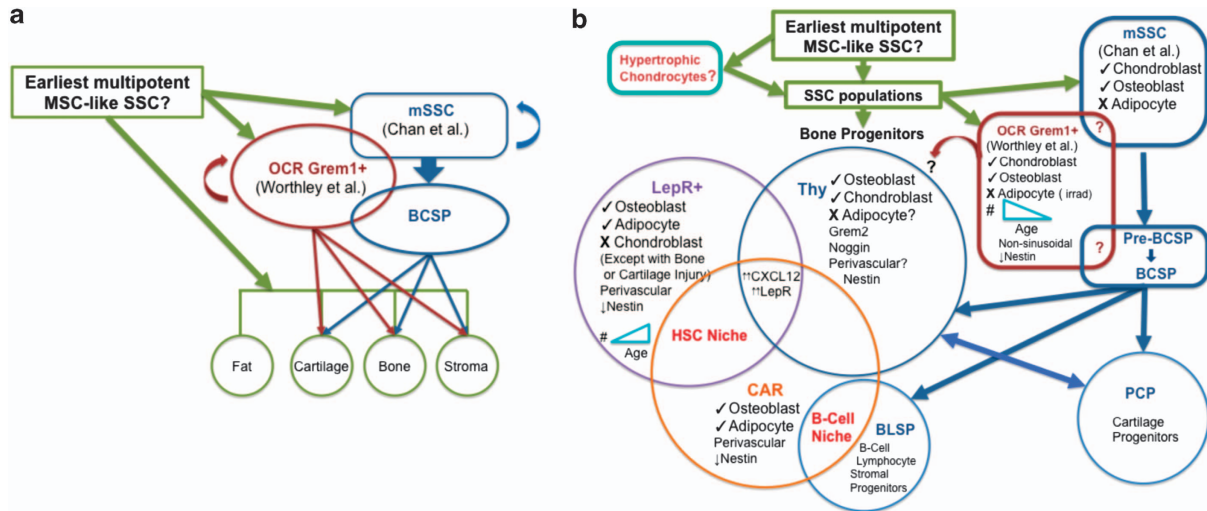 a
Earliest multipotent
MSC-like SSC?
mSSC
(Chan et al.)
OCR Grem1+
(Worthley et al.)
BCSP
Fat
Cartilage
Bone
Stroma
b
Earliest multipotent
MSC-like SSC?
Hypertrophic
Chondrocytes?
SSC populations
Bone Progenitors
mSSC
(Chan et al.)
✓Chondroblast
✓Osteoblast
X Adipocyte
OCR Grem1+ ?
(Worthley et al.)
✓Chondroblast
✓Osteoblast
X Adipocyte ( irrad)
#
Age
Non-sinusoidal
↓Nestin
?
?
Pre-BCSP
BCSP
LepR+
✓Osteoblast
✓Adipocyte
X Chondroblast
(Except with Bone
or Cartilage Injury)
Perivascular
↓Nestin
#
Age
Thy
✓Osteoblast
✓Chondroblast
X Adipocyte?
Grem2
Noggin
Perivascular?
Nestin
↑↑CXCL12
↑↑LepR
HSC Niche
CAR
✓Osteoblast
✓Adipocyte
Perivascular
↓Nestin
B-Cell
Niche
BLSP
B-Cell
Lymphocyte
Stromal
Progenitors
PCP
Cartilage
Progenitors